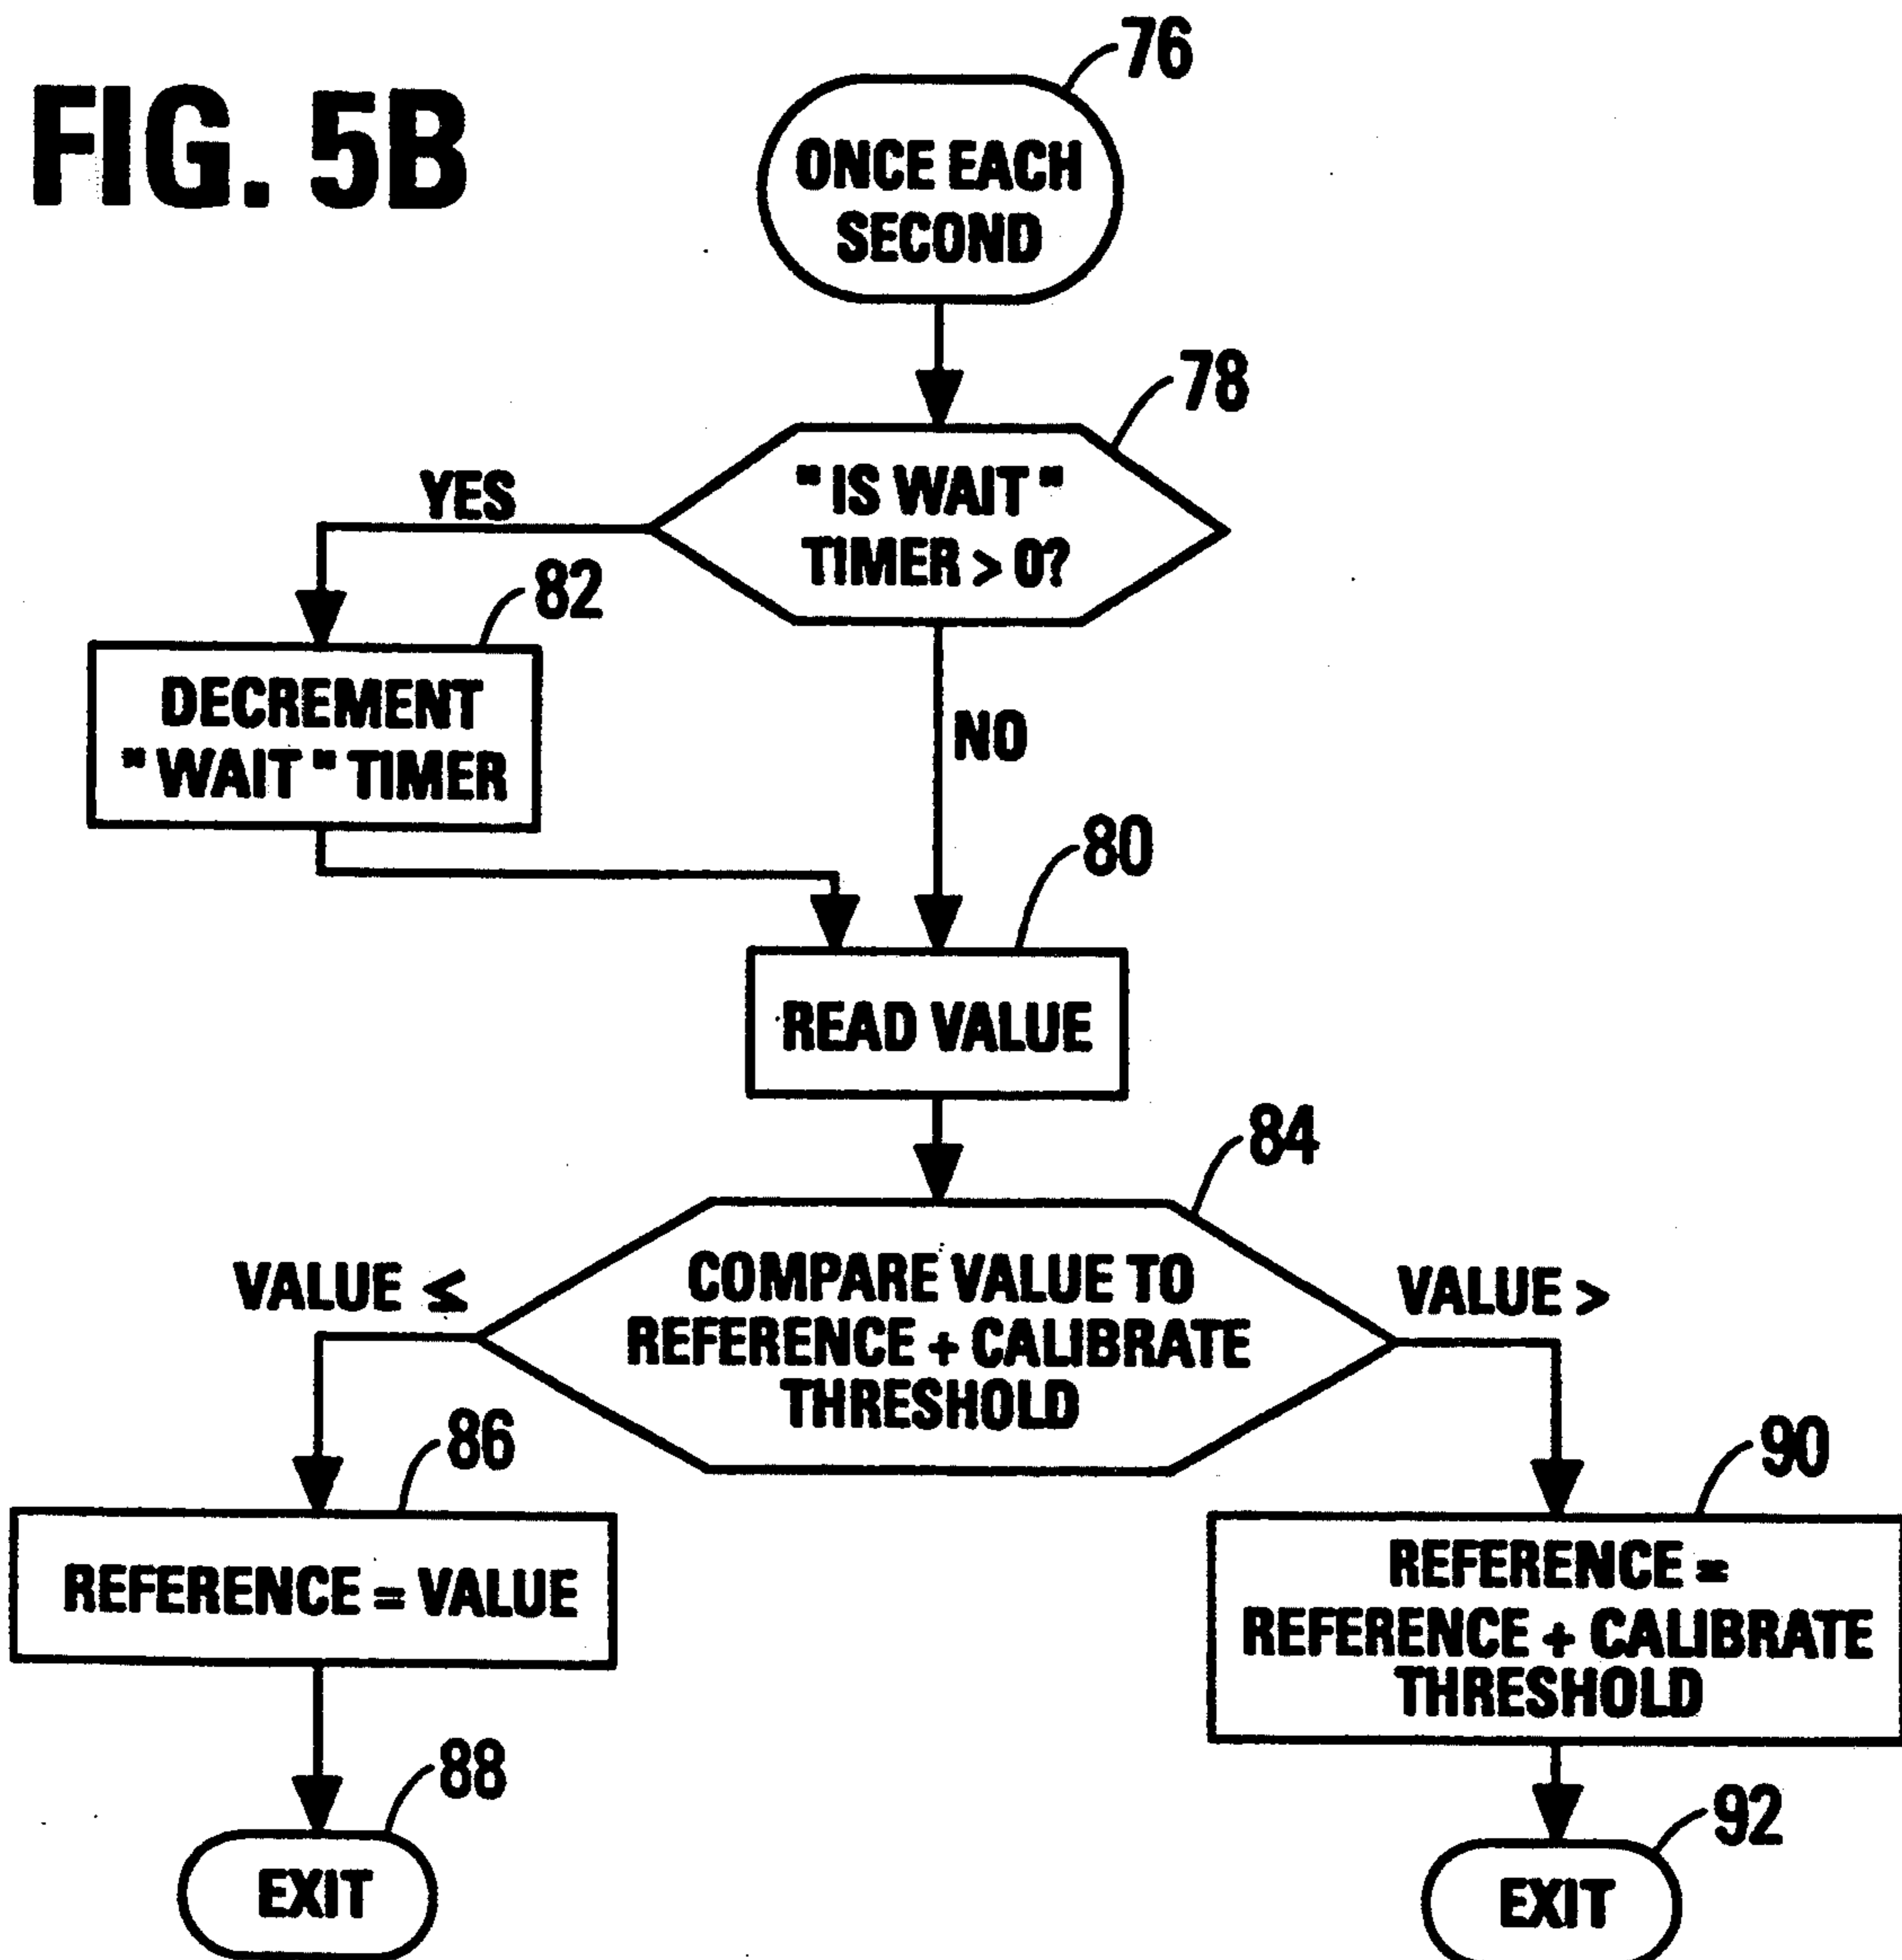 FIG. 5B
76
ONCE EACH
SECOND
78
" IS WAIT "
TIMER > 0?
YES
82
DECREMENT
" WAIT " TIMER
NO
80
READ VALUE
84
COMPARE VALUE TO
REFERENCE + CALIBRATE
THRESHOLD
VALUE ≤
VALUE >
86
REFERENCE = VALUE
90
REFERENCE =
REFERENCE + CALIBRATE
THRESHOLD
88
EXIT
92
EXIT